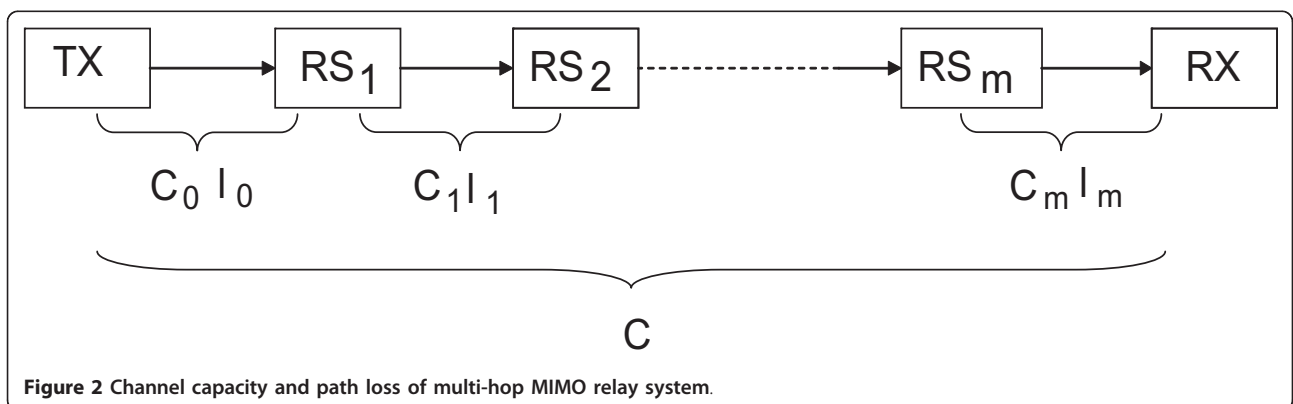 TX RS1 RS2 RSm RX
C0 l0 C1l1 Cm lm
C
Figure 2 Channel capacity and path loss of multi-hop MIMO relay system.